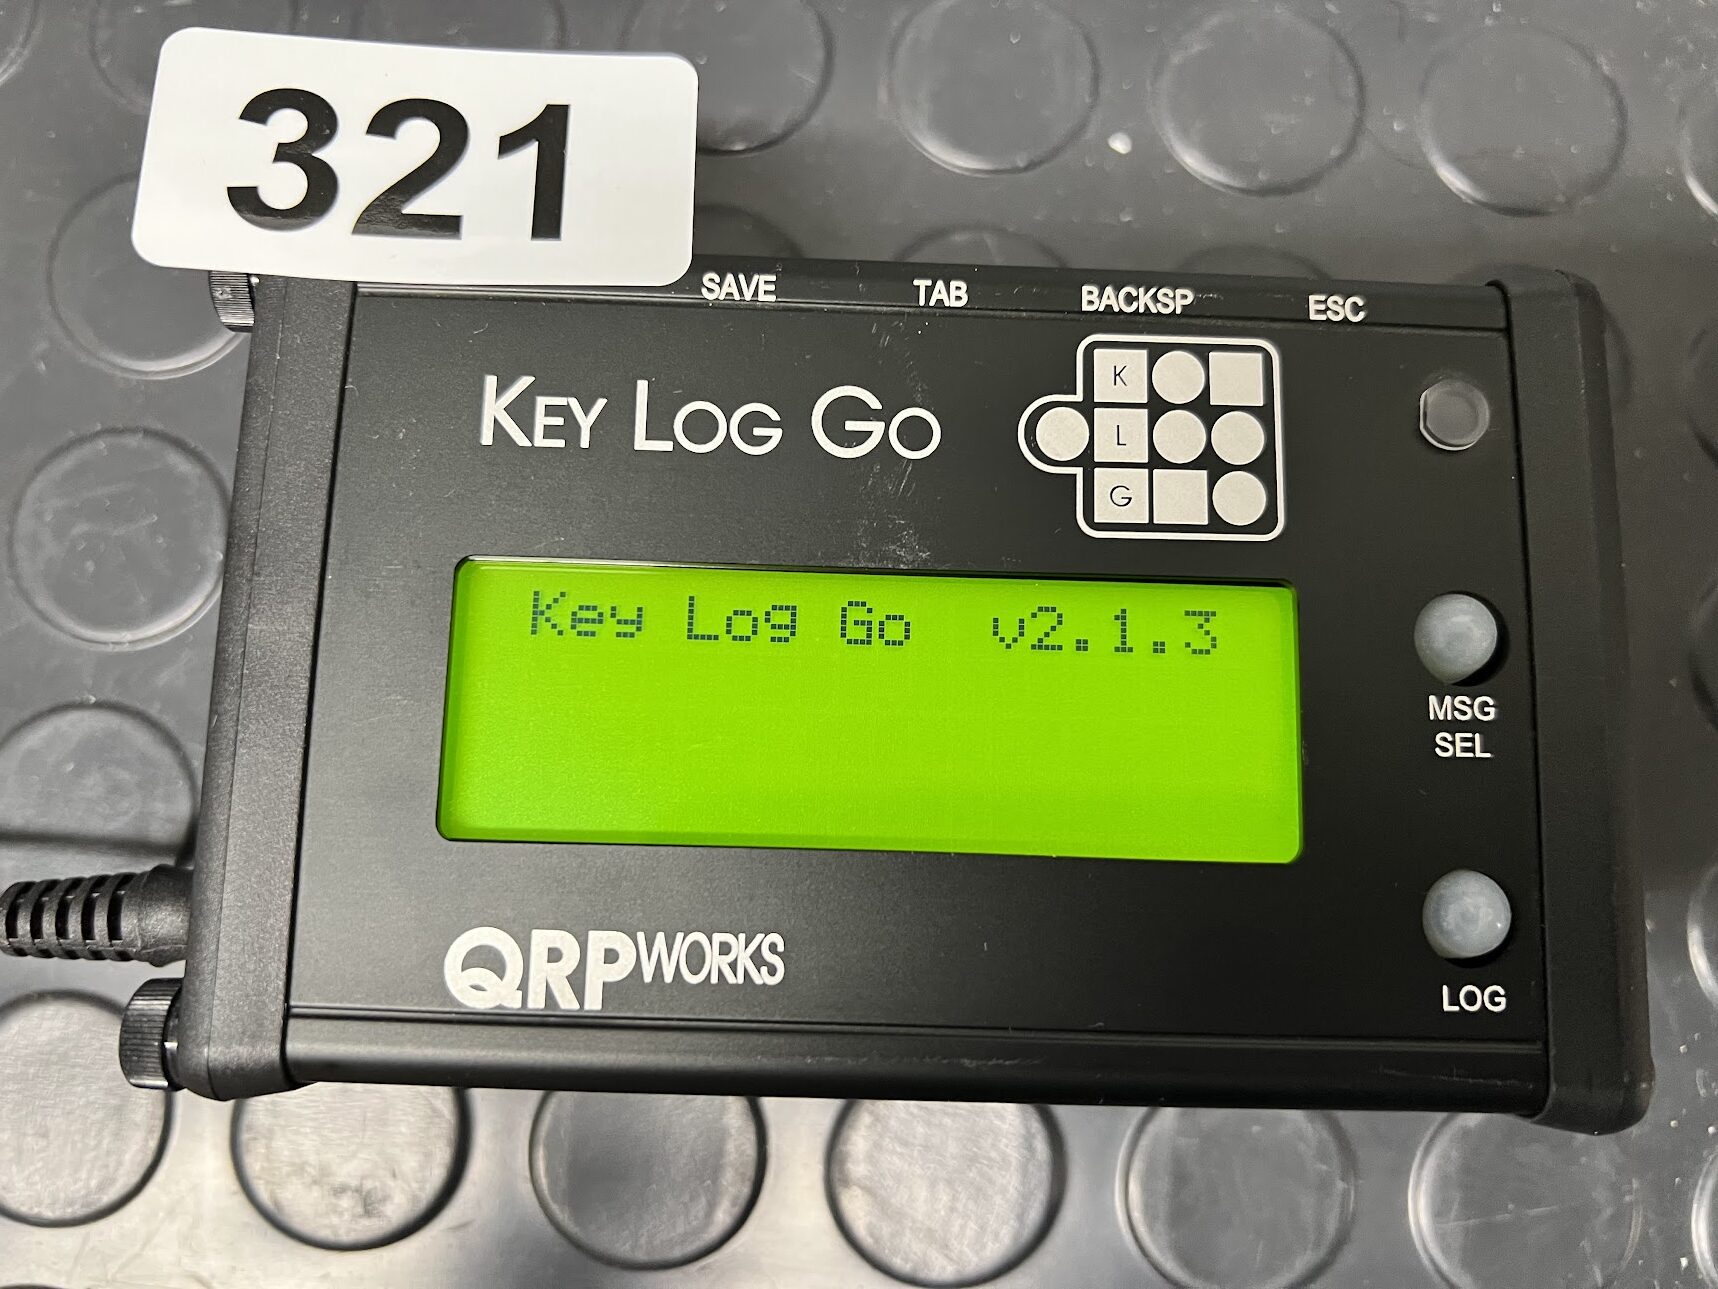 321
SAVE TAB BACKSP ESC
KEY LOG GO
K
L
G
Key Log Go v2.1.3
MSG
SEL
QRPWORKS
LOG